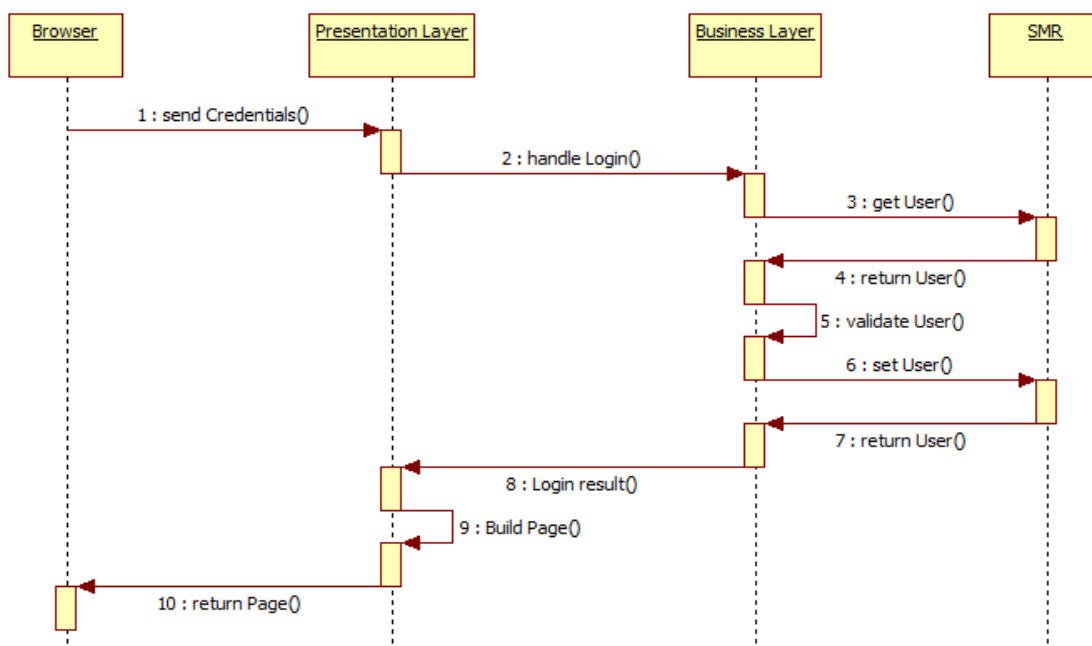 Browser
Presentation Layer
Business Layer
SMR
1 : send Credentials()
2 : handle Login()
3 : get User()
4 : return User()
5 : validate User()
6 : set User()
7 : return User()
8 : Login result()
9 : Build Page()
10 : return Page()